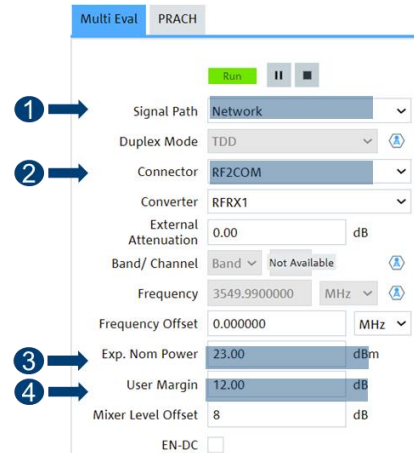 Multi Eval PRACH
Run
1 Signal Path Network
Duplex Mode TDD
2 Connector RF2COM
Converter RFRX1
External
Attenuation 0.00 dB
Band/ Channel Band Not Available
Frequency 3549.9900000 MHz
Frequency Offset 0.000000 MHz
3 Exp. Nom Power 23.00 dBm
4 User Margin 12.00 dB
Mixer Level Offset 8 dB
EN-DC